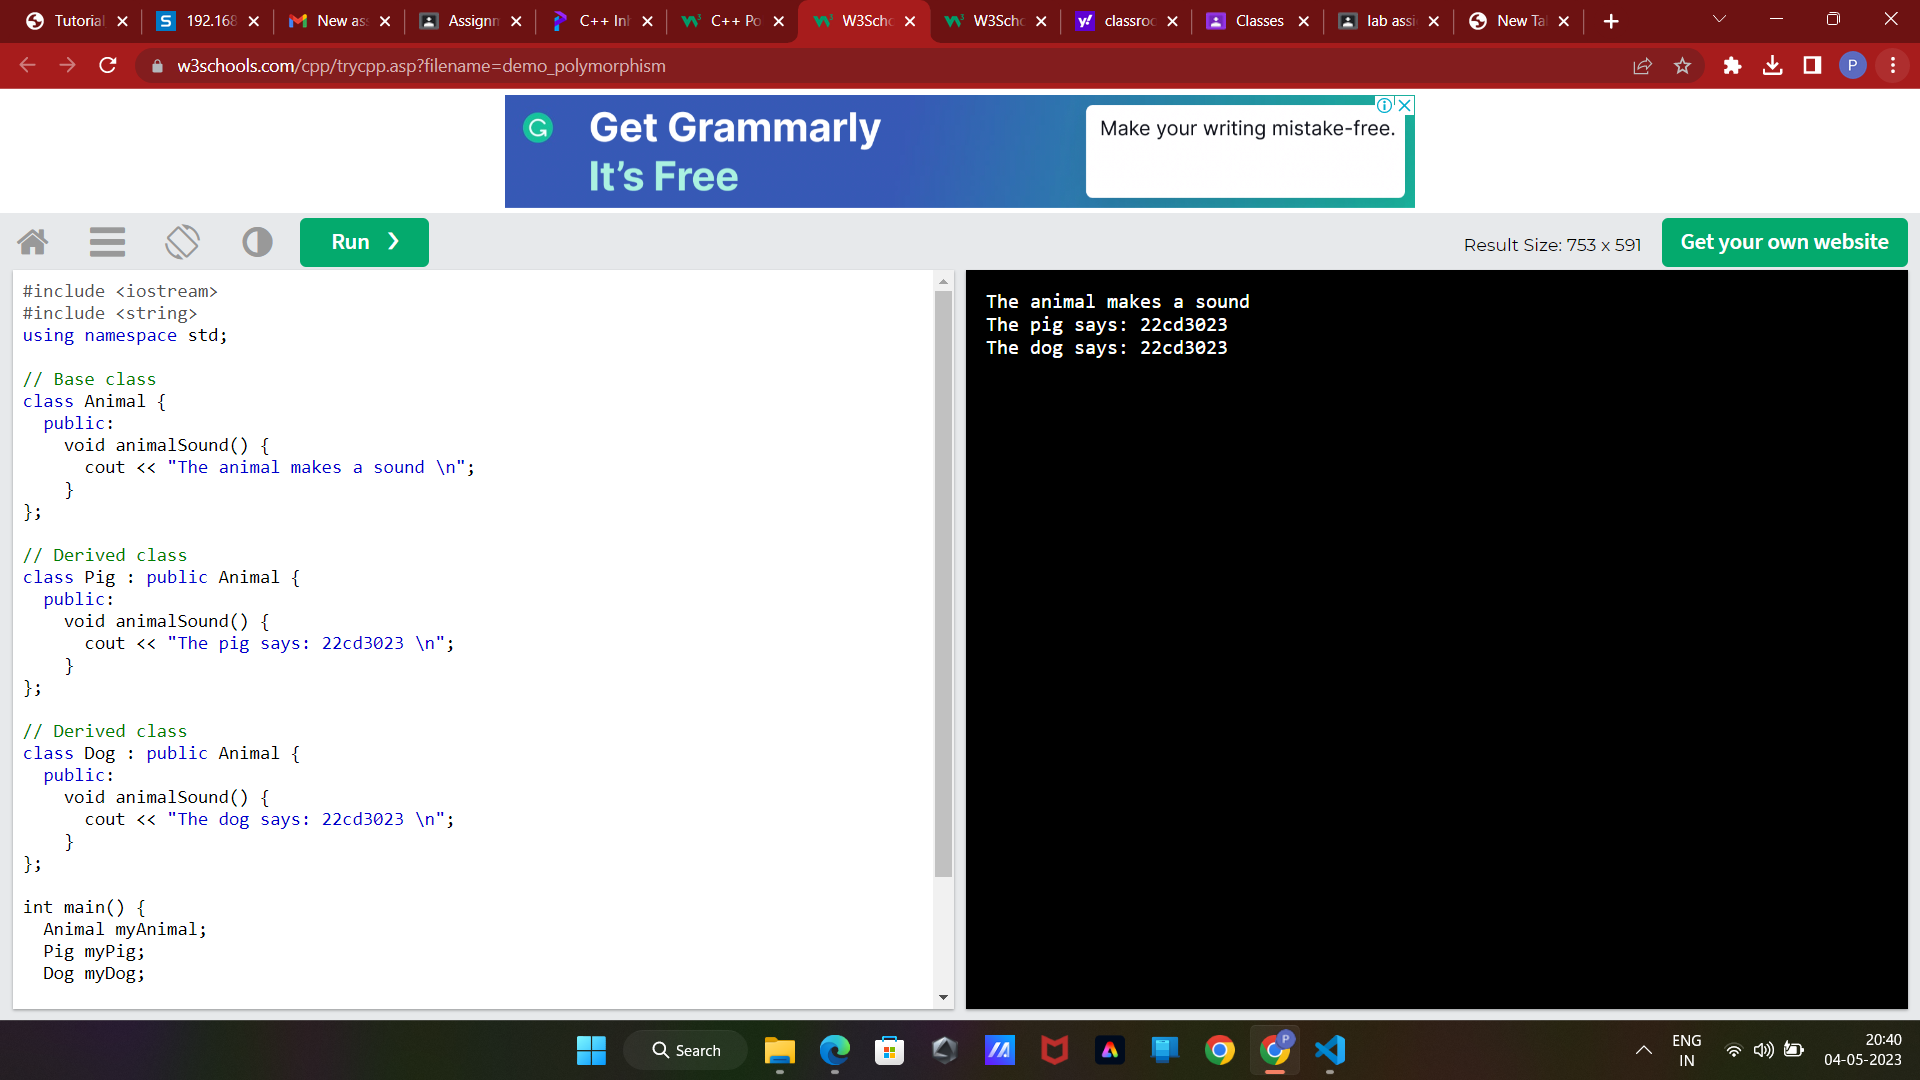 Tutorial
192.168
New ass
Assignm
C++ Inh
C++ Po
W3Scho
W3Scho
classroo
Classes
lab assi
New Tab
w3schools.com/cpp/trycpp.asp?filename=demo_polymorphism
P
Get Grammarly
It's Free
Make your writing mistake-free.
Run ❯
Result Size: 753 x 591
Get your own website
#include <iostream>
#include <string>
using namespace std;
// Base class
class Animal {
  public:
    void animalSound() {
      cout << "The animal makes a sound \n";
    }
};
// Derived class
class Pig : public Animal {
  public:
    void animalSound() {
      cout << "The pig says: 22cd3023 \n";
    }
};
// Derived class
class Dog : public Animal {
  public:
    void animalSound() {
      cout << "The dog says: 22cd3023 \n";
    }
};
int main() {
  Animal myAnimal;
  Pig myPig;
  Dog myDog;
The animal makes a sound
The pig says: 22cd3023
The dog says: 22cd3023
Search
ENG
IN
20:40
04-05-2023